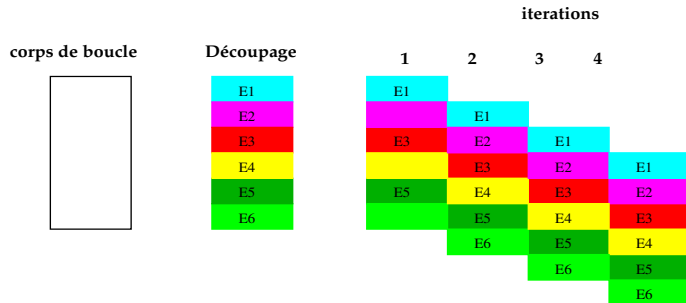 iterations
corps de boucle Découpage 1 2 3 4
E1 E1
E2 E1
E3 E3 E2 E1
E4 E3 E2 E1
E5 E5 E4 E3 E2
E6 E5 E4 E3
E6 E5 E4
E6 E5
E6